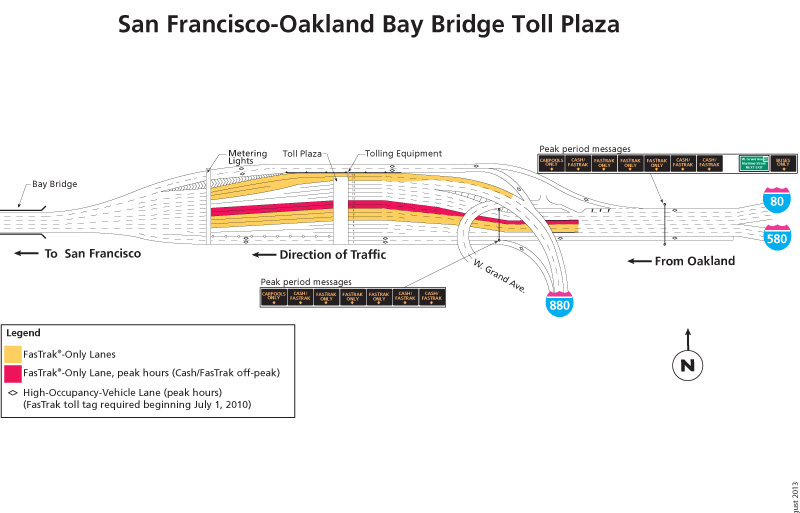 San Francisco-Oakland Bay Bridge Toll Plaza
Peak period messages
CARPOOLS ONLY
CASH/ FASTRAK
FASTRAK ONLY
FASTRAK ONLY
FASTRAK ONLY
CASH/ FASTRAK
CASH/ FASTRAK
NEXT EXIT
BUSES ONLY
Metering
Lights
Toll Plaza
Tolling Equipment
Bay Bridge
80
580
To San Francisco
Direction of Traffic
From Oakland
W. Grand Ave.
Peak period messages
CARPOOLS ONLY
CASH/ FASTRAK
FASTRAK ONLY
FASTRAK ONLY
FASTRAK ONLY
CASH/ FASTRAK
CASH/ FASTRAK
880
Legend
FasTrak®-Only Lanes
FasTrak®-Only Lane, peak hours (Cash/FasTrak off-peak)
High-Occupancy-Vehicle Lane (peak hours)
(FasTrak toll tag required beginning July 1, 2010)
N
just 2013